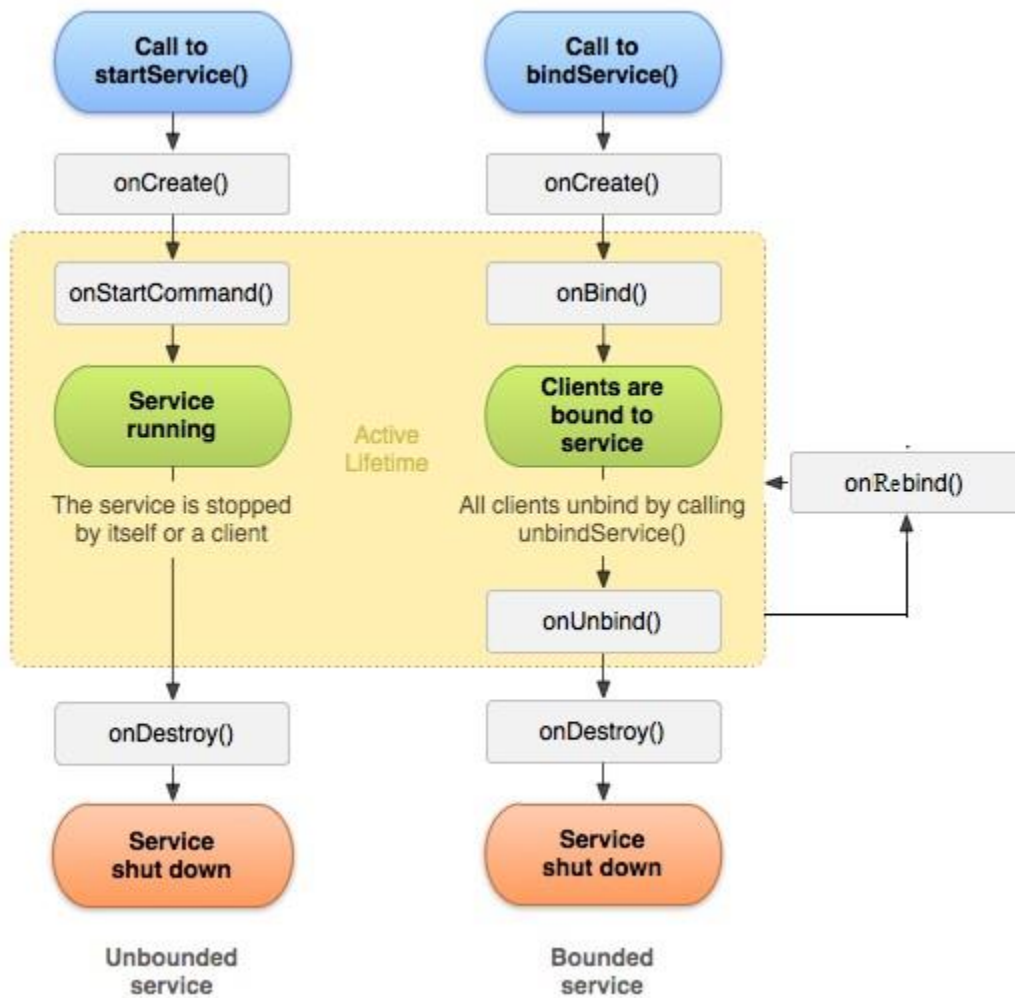 Call to
startService()
onCreate()
onStartCommand()
Service
running
The service is stopped
by itself or a client
onDestroy()
Service
shut down
Unbounded
service
Active
Lifetime
Call to
bindService()
onCreate()
onBind()
Clients are
bound to
service
All clients unbind by calling
unbindService()
onUnbind()
onDestroy()
Service
shut down
Bounded
service
onRebind()